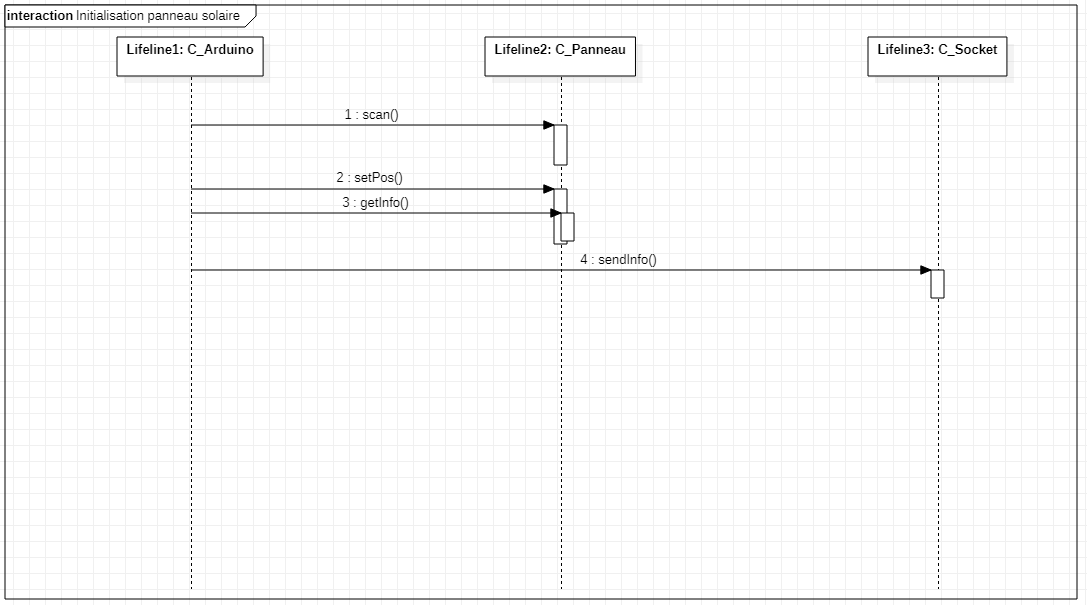 interaction Initialisation panneau solaire
Lifeline1: C_Arduino
Lifeline2: C_Panneau
Lifeline3: C_Socket
1 : scan()
2 : setPos()
3 : getInfo()
4 : sendInfo()